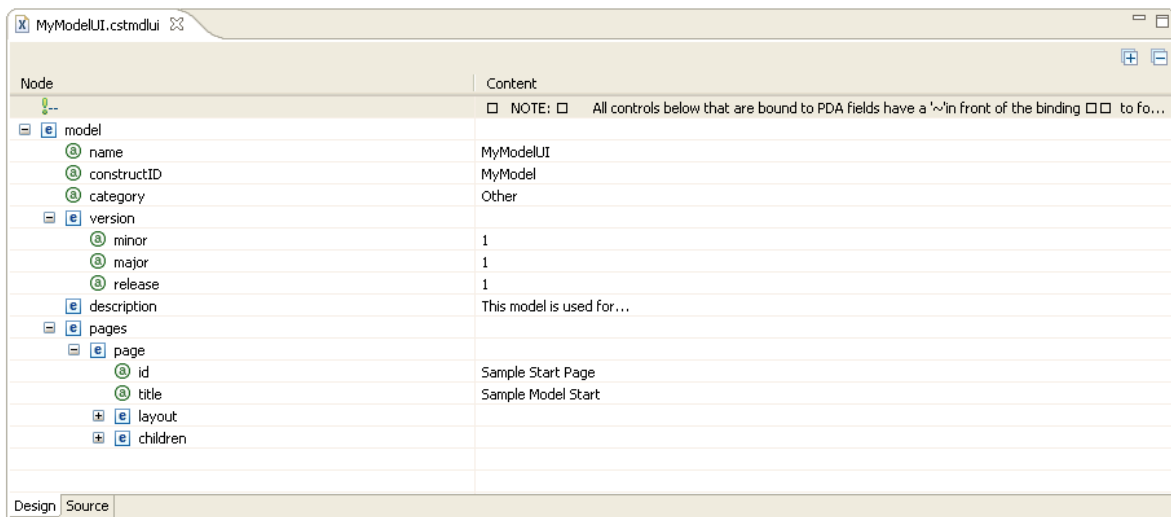 MyModelUI.cstmdlui
Node Content
!-- NOTE: All controls below that are bound to PDA fields have a '~'in front of the binding to fo...
e model
a name MyModelUI
a constructID MyModel
a category Other
e version
a minor 1
a major 1
a release 1
e description This model is used for...
e pages
e page
a id Sample Start Page
a title Sample Model Start
e layout
e children
Design Source